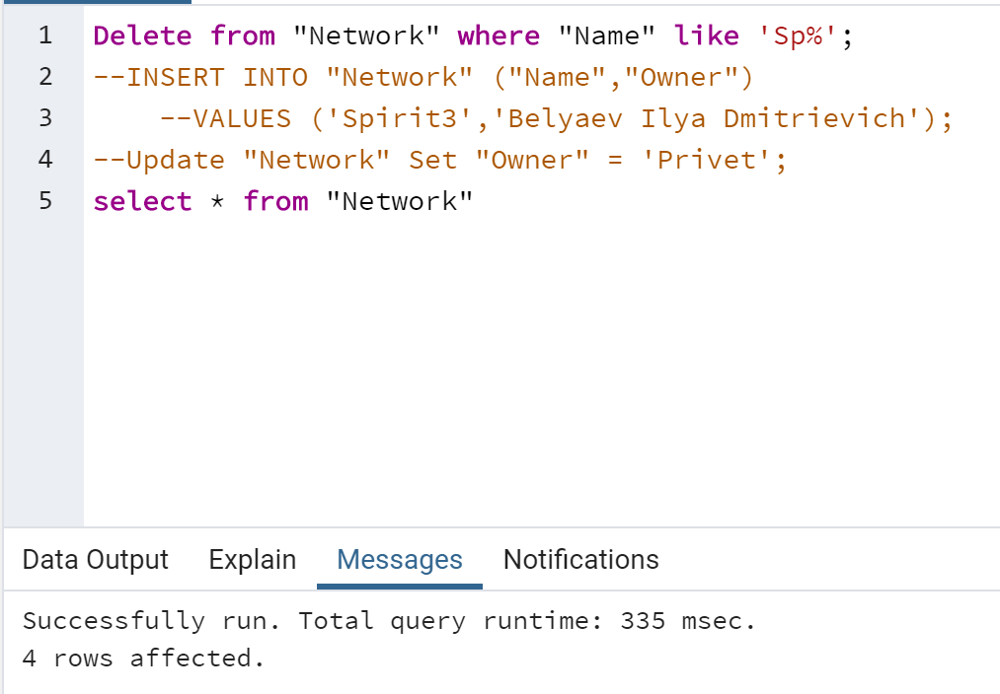 1 Delete from "Network" where "Name" like 'Sp%';
2 --INSERT INTO "Network" ("Name","Owner")
3     --VALUES ('Spirit3','Belyaev Ilya Dmitrievich');
4 --Update "Network" Set "Owner" = 'Privet';
5 select * from "Network"
Data Output Explain Messages Notifications
Successfully run. Total query runtime: 335 msec.
4 rows affected.